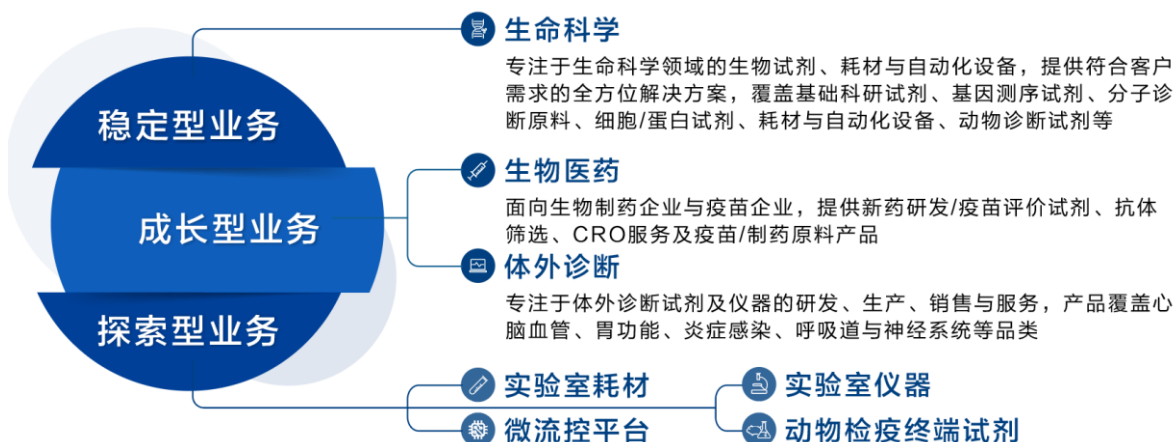 稳定型业务
成长型业务
探索型业务
生命科学
专注于生命科学领域的生物试剂、耗材与自动化设备，提供符合客户
需求的全方位解决方案，覆盖基础科研试剂、基因测序试剂、分子诊
断原料、细胞/蛋白试剂、耗材与自动化设备、动物诊断试剂等
生物医药
面向生物制药企业与疫苗企业，提供新药研发/疫苗评价试剂、抗体
筛选、CRO服务及疫苗/制药原料产品
体外诊断
专注于体外诊断试剂及仪器的研发、生产、销售与服务，产品覆盖心
脑血管、胃功能、炎症感染、呼吸道与神经系统等品类
实验室耗材
实验室仪器
微流控平台
动物检疫终端试剂